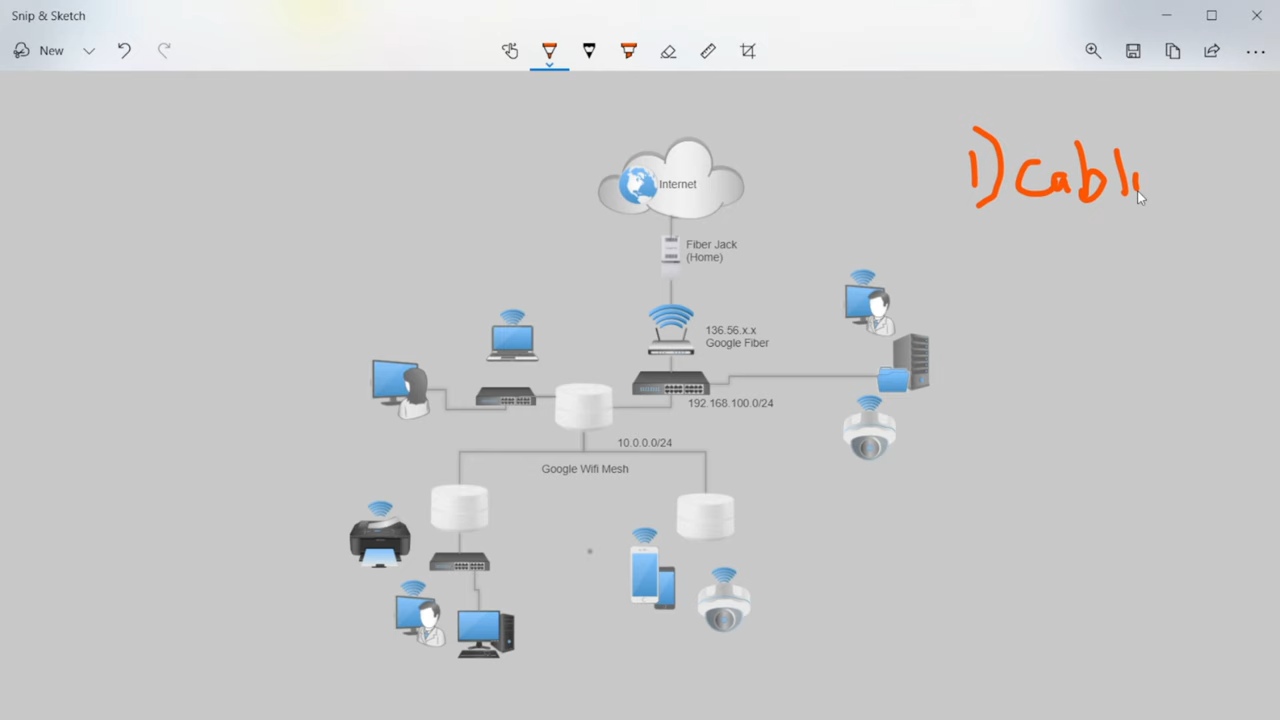 Snip & Sketch
New
1) Cable
Internet
Fiber Jack
(Home)
136.56.x.x
Google Fiber
192.168.100.0/24
10.0.0.0/24
Google Wifi Mesh